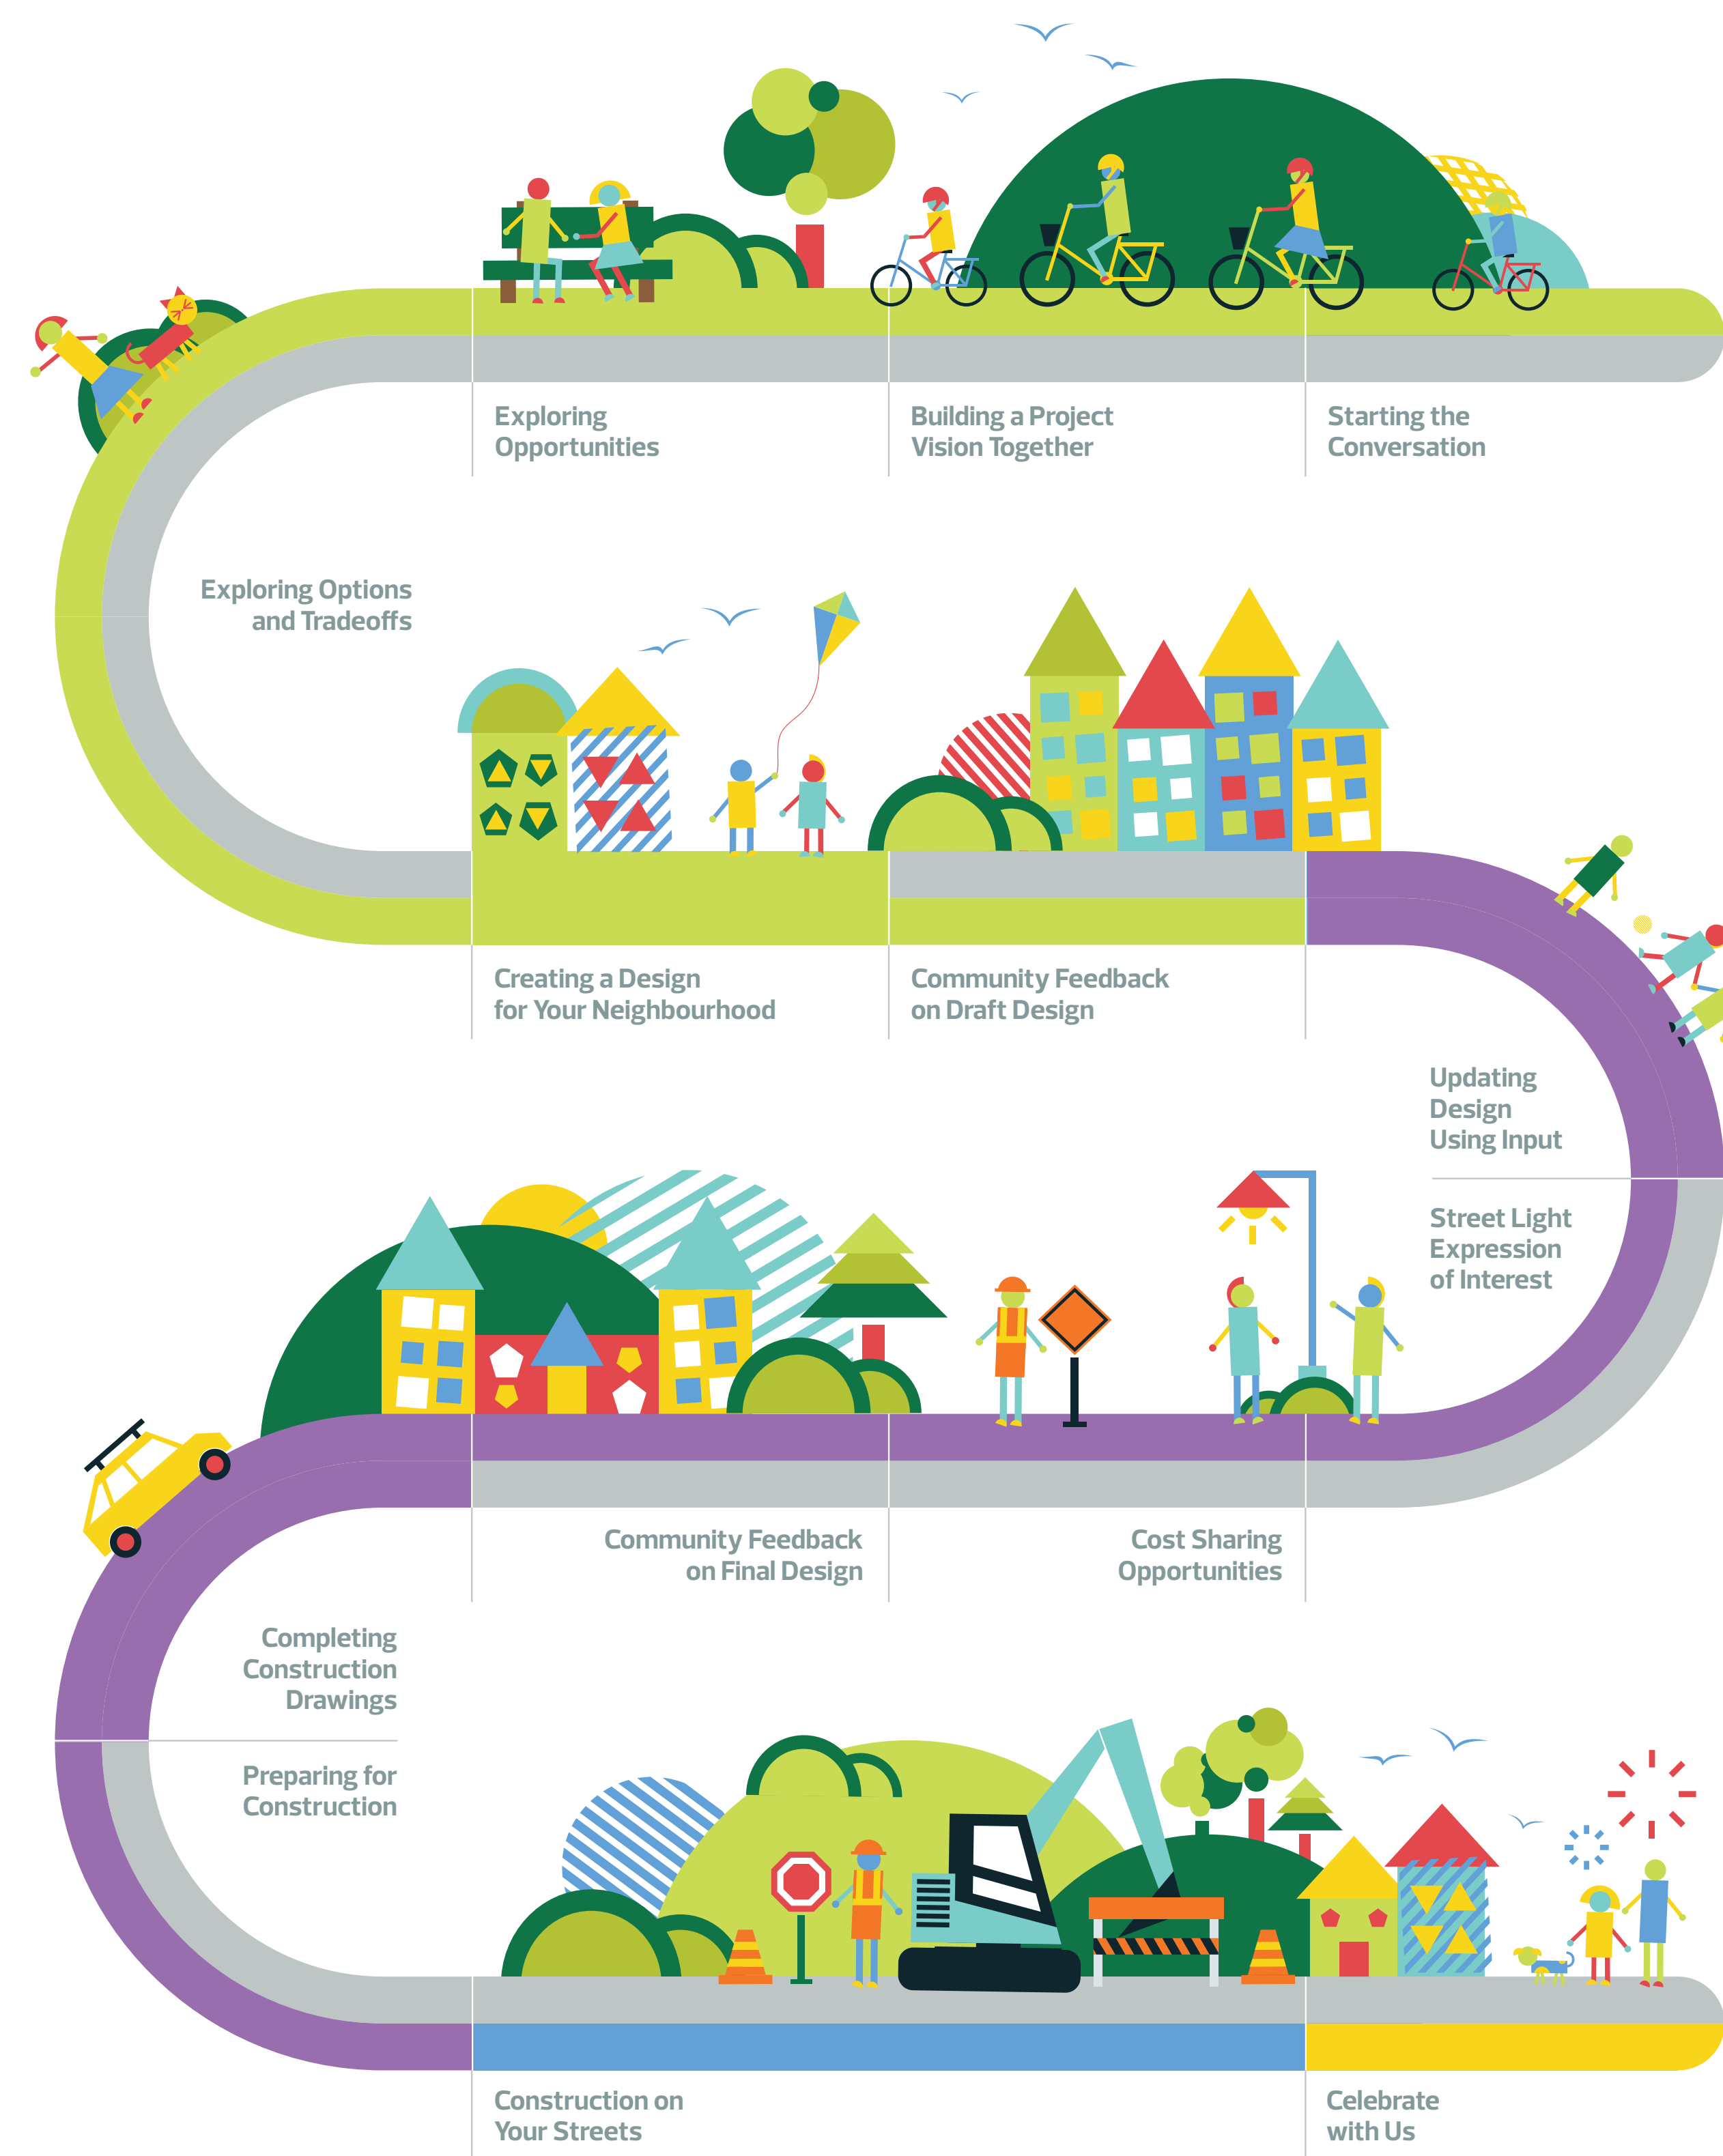 Exploring
Opportunities
Building a Project
Vision Together
Starting the
Conversation
Exploring Options
and Tradeoffs
Creating a Design
for Your Neighbourhood
Community Feedback
on Draft Design
Updating
Design
Using Input
Street Light
Expression
of Interest
Community Feedback
on Final Design
Cost Sharing
Opportunities
Completing
Construction
Drawings
Preparing for
Construction
Construction on
Your Streets
Celebrate
with Us